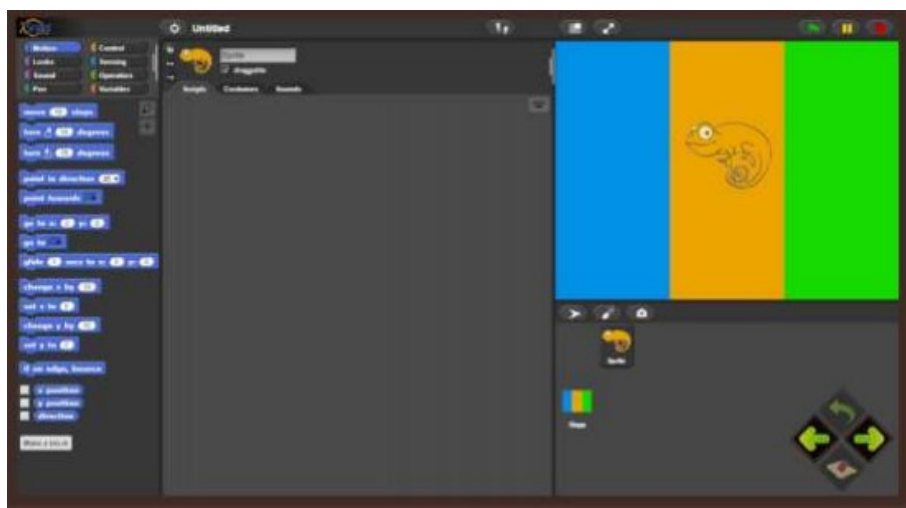 Untitled
Motion Control
Looks Sensing
Sound Operators
Pen Variables
Sprite
draggable
Scripts Costumes Sounds
move 10 steps
turn 15 degrees
turn 15 degrees
point in direction 90
point towards
go to x: 0 y: 0
go to
glide 1 secs to x: 0 y: 0
change x by 10
set x to 0
change y by 10
set y to 0
if on edge, bounce
x position
y position
direction
Make a block
Sprite
Stage